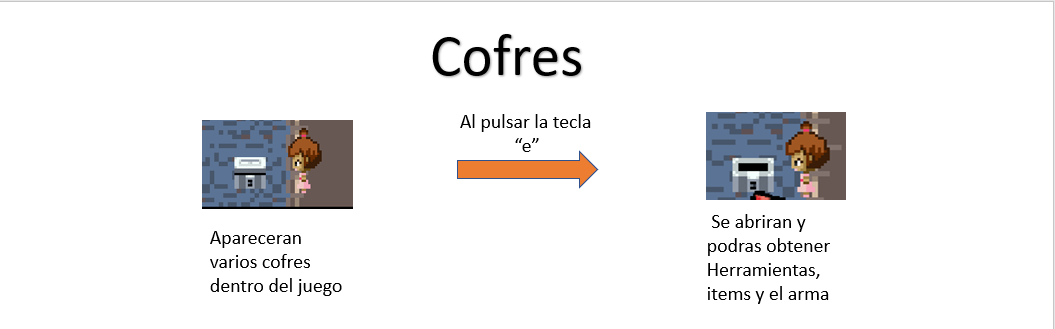 Cofres
Al pulsar la tecla
“e”
Apareceran
varios cofres
dentro del juego
Se abriran y
podras obtener
Herramientas,
items y el arma